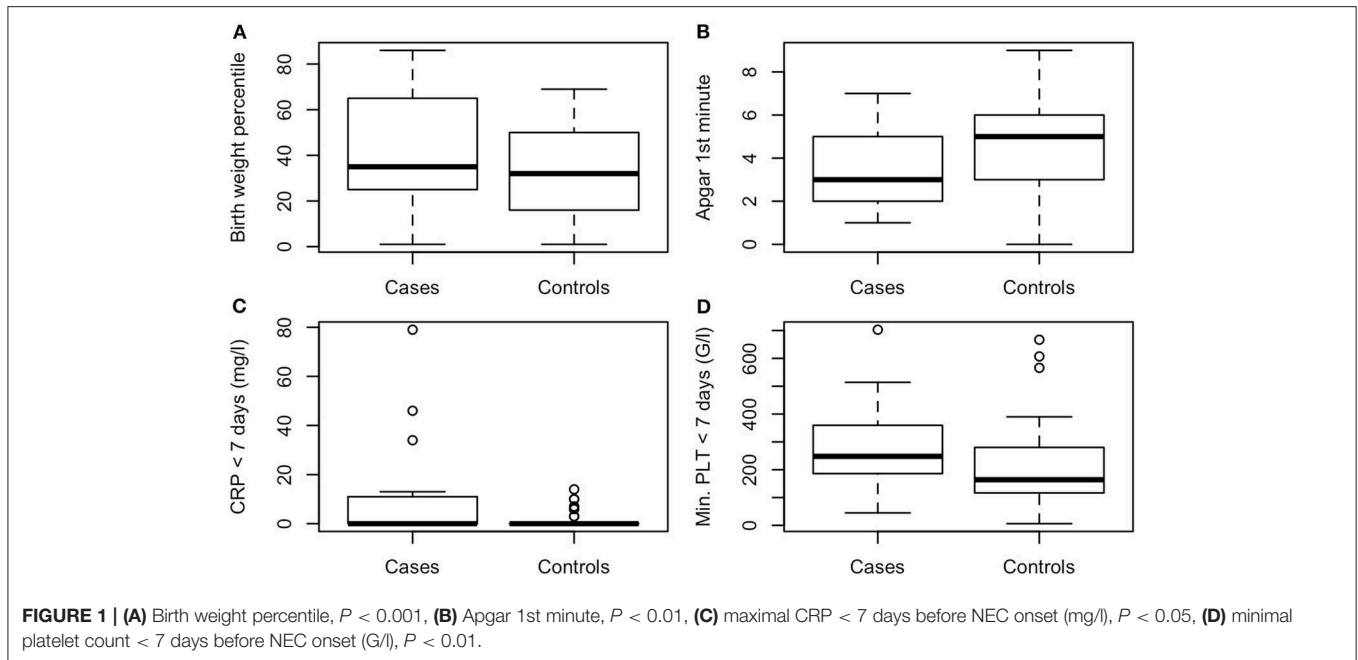 A
Birth weight percentile
80
60
40
20
0
Cases
Controls
B
Apgar 1st minute
8
6
4
2
0
Cases
Controls
C
CRP < 7 days (mg/l)
80
60
40
20
0
Cases
Controls
D
Min. PLT < 7 days (G/l)
600
400
200
0
Cases
Controls
FIGURE 1 | (A) Birth weight percentile, P < 0.001, (B) Apgar 1st minute, P < 0.01, (C) maximal CRP < 7 days before NEC onset (mg/l), P < 0.05, (D) minimal
platelet count < 7 days before NEC onset (G/l), P < 0.01.